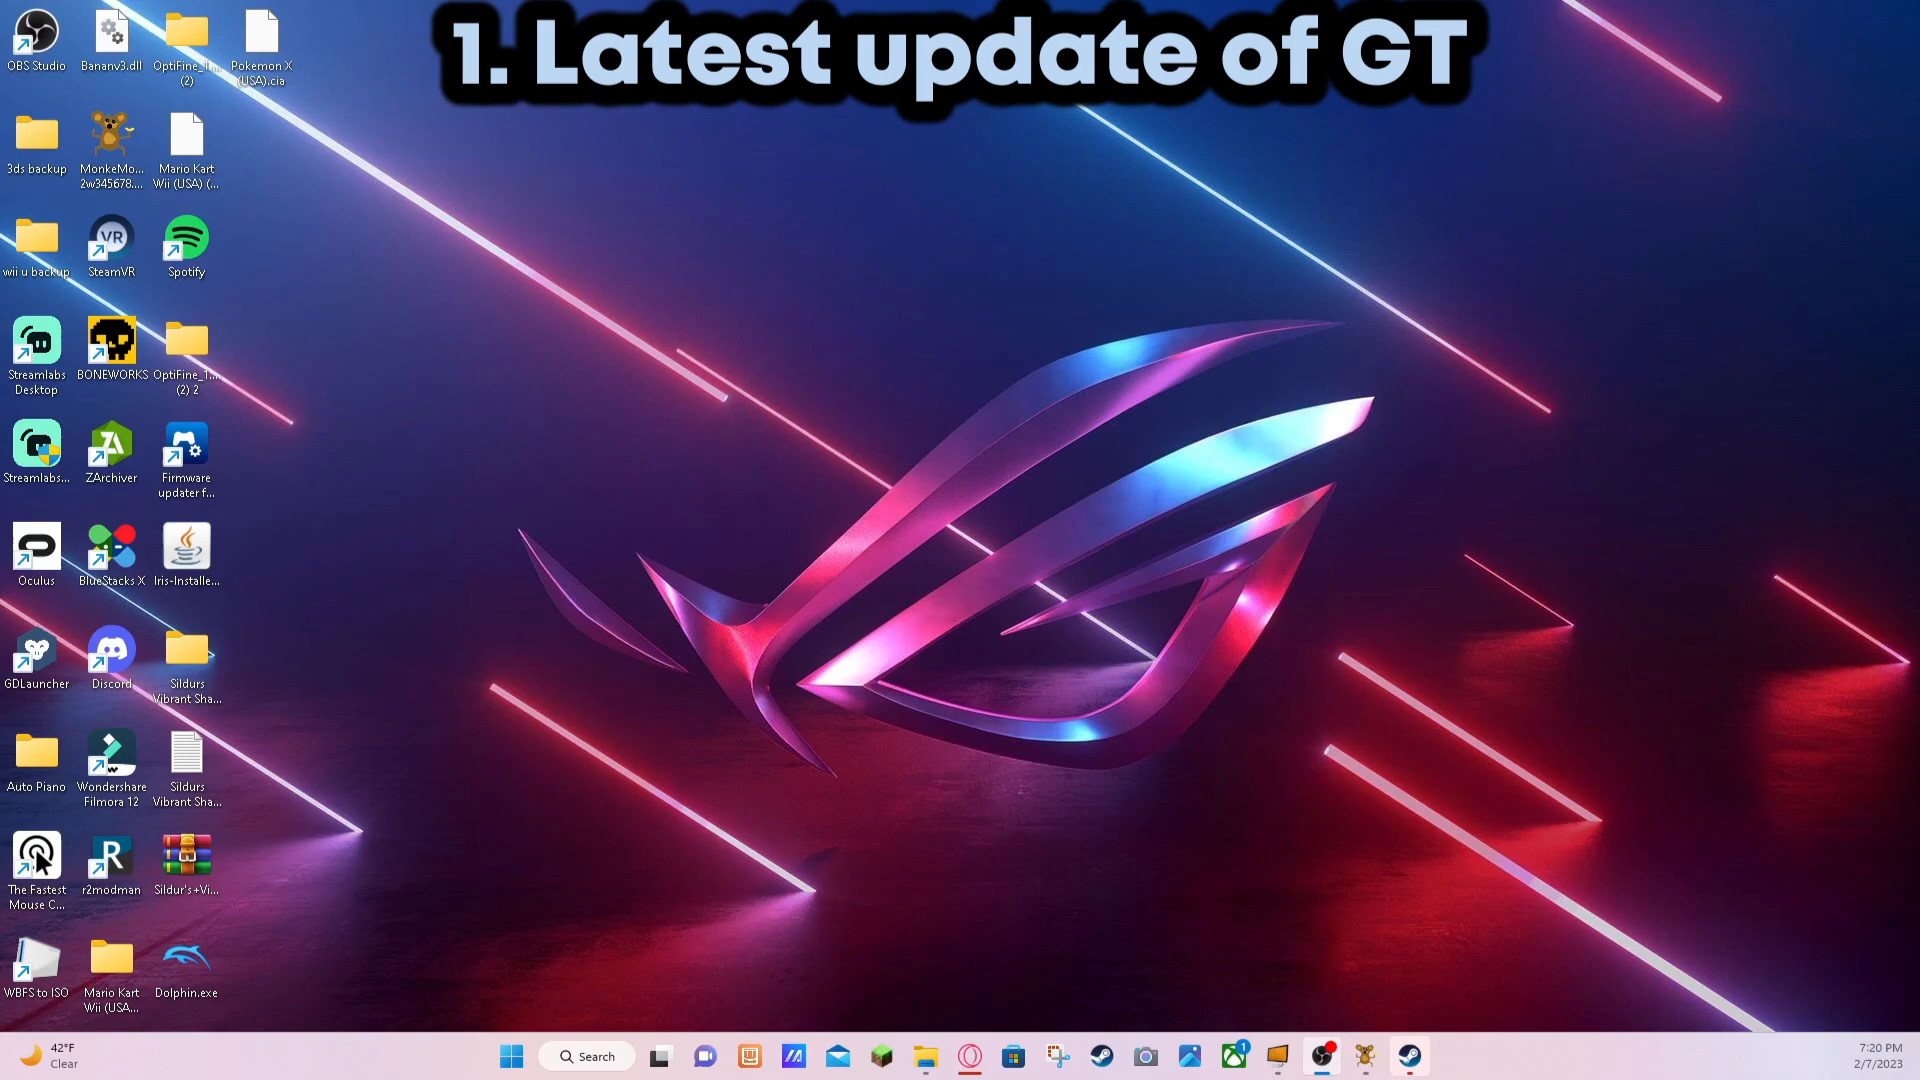 1. Latest update of GT
OBS Studio
Bananv3.dll
OptiFine_1....
(2)
Pokemon X
(USA).cia
3ds backup
MonkeMo...
2w345678....
Mario Kart
Wii (USA) (...
wii u backup
VR
SteamVR
Spotify
Streamlabs
Desktop
BONEWORKS
OptiFine_1....
(2) 2
Streamlabs...
ZA
ZArchiver
Firmware
updater f...
Oculus
BlueStacks X
Iris-Installe...
GDLauncher
Discord
Sildurs
Vibrant Sha...
Auto Piano
Wondershare
Filmora 12
Sildurs
Vibrant Sha...
The Fastest
Mouse C...
R
r2modman
Sildur's+Vi...
WBFS to ISO
Mario Kart
Wii (USA...
Dolphin.exe
42°F
Clear
Search
1
7:20 PM
2/7/2023